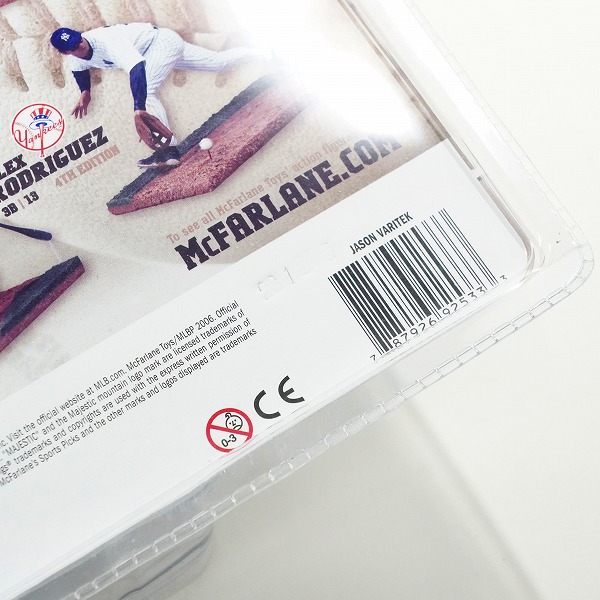 Yankees
LEX
RODRIGUEZ
3B | 13
4TH EDITION
To see all McFarlane Toys' action
McFARLANE.COM
JASON VARITEK
7 87926 92533 3
Visit the official website at MLB.com. McFarlane Toys/MLBP 2006. Official
"MAJESTIC" and the Majestic mountain logo mark are licensed trademarks of
trademarks and copyrights are used with the express written permission of
McFarlane's Sports Picks and the other marks and logos displayed are trademarks
0-3
CE